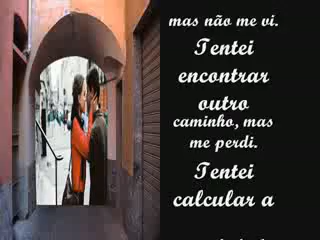 mas não me vi.
Tentei
encontrar
outro
caminho, mas
me perdi.
Tentei
calcular a